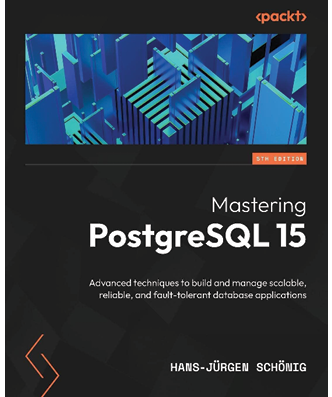 <packt>
5TH EDITION
Mastering
PostgreSQL 15
Advanced techniques to build and manage scalable,
reliable, and fault-tolerant database applications
HANS-JÜRGEN SCHÖNIG